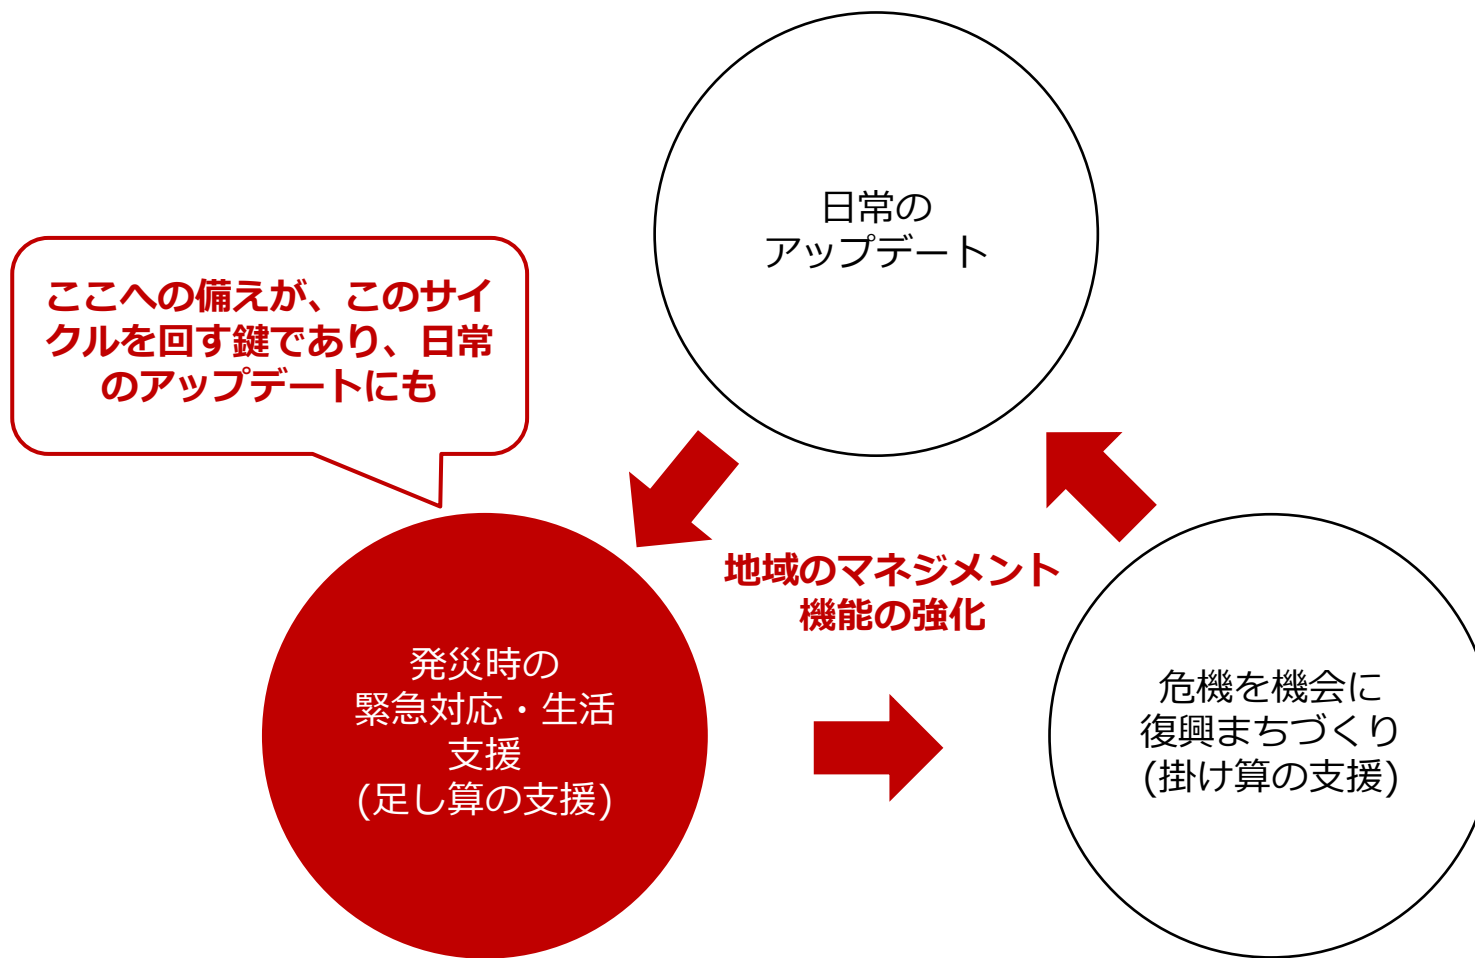 日常の
アップデート
ここへの備えが、このサイ
クルを回す鍵であり、日常
のアップデートにも
地域のマネジメント
機能の強化
発災時の
緊急対応・生活
支援
(足し算の支援)
危機を機会に
復興まちづくり
(掛け算の支援)